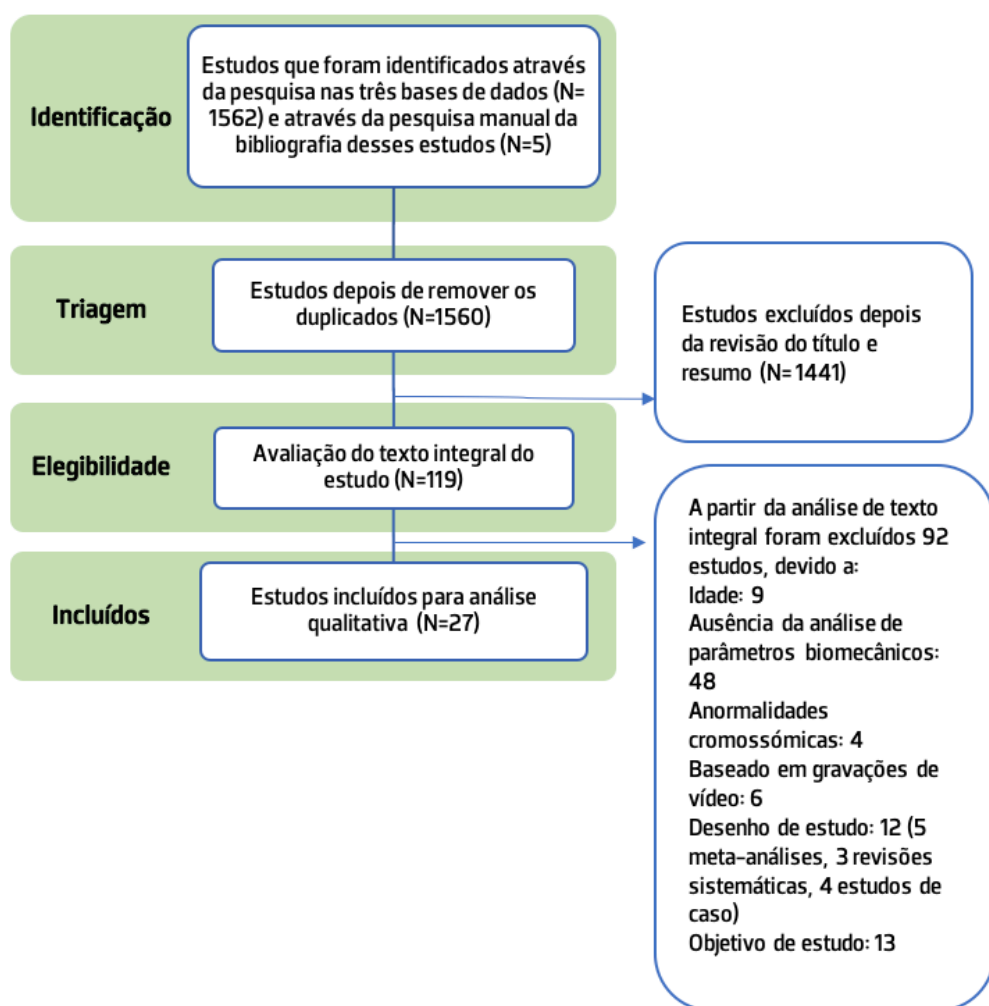 Identificação
Estudos que foram identificados através
da pesquisa nas três bases de dados (N=
1562) e através da pesquisa manual da
bibliografia desses estudos (N=5)
Triagem
Estudos depois de remover os
duplicados (N=1560)
Estudos excluídos depois
da revisão do título e
resumo (N= 1441)
Elegibilidade
Avaliação do texto integral do
estudo (N=119)
A partir da análise de texto
integral foram excluídos 92
estudos, devido a:
Idade: 9
Ausência da análise de
parâmetros biomecânicos:
48
Anormalidades
cromossómicas: 4
Baseado em gravações de
vídeo: 6
Desenho de estudo: 12 (5
meta-análises, 3 revisões
sistemáticas, 4 estudos de
caso)
Objetivo de estudo: 13
Incluídos
Estudos incluídos para análise
qualitativa (N=27)